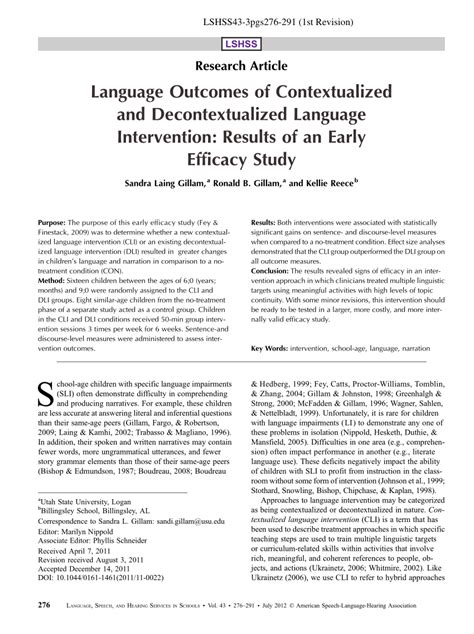 LSHSS43-3pgs276-291 (1st Revision)
LSHSS
Research Article
Language Outcomes of Contextualized
and Decontextualized Language
Intervention: Results of an Early
Efficacy Study
Sandra Laing Gillam,a Ronald B. Gillam,a and Kellie Reeceb
Purpose: The purpose of this early efficacy study (Fey &
Finestack, 2009) was to determine whether a new contextual-
ized language intervention (CLI) or an existing decontextual-
ized language intervention (DLI) resulted in greater changes
in children's language and narration in comparison to a no-
treatment condition (CON).
Method: Sixteen children between the ages of 6;0 (years;
months) and 9;0 were randomly assigned to the CLI and
DLI groups. Eight similar-age children from the no-treatment
phase of a separate study acted as a control group. Children
in the CLI and DLI conditions received 50-min group interv-
ention sessions 3 times per week for 6 weeks. Sentence-and
discourse-level measures were administered to assess inter-
vention outcomes.
Results: Both interventions were associated with statistically
significant gains on sentence- and discourse-level measures
when compared to a no-treatment condition. Effect size analyses
demonstrated that the CLI group outperformed the DLI group on
all outcome measures.
Conclusion: The results revealed signs of efficacy in an inter-
vention approach in which clinicians treated multiple linguistic
targets using meaningful activities with high levels of topic
continuity. With some minor revisions, this intervention should
be ready to be tested in a larger, more costly, and more inter-
nally valid efficacy study.
Key Words: intervention, school-age, language, narration
School-age children with specific language impairments
(SLI) often demonstrate difficulty in comprehending
and producing narratives. For example, these children
are less accurate at answering literal and inferential questions
than their same-age peers (Gillam, Fargo, & Robertson,
2009; Laing & Kamhi, 2002; Trabasso & Magliano, 1996).
In addition, their spoken and written narratives may contain
fewer words, more ungrammatical utterances, and fewer
story grammar elements than those of their same-age peers
(Bishop & Edmundson, 1987; Boudreau, 2008; Boudreau
& Hedberg, 1999; Fey, Catts, Proctor-Williams, Tomblin,
& Zhang, 2004; Gillam & Johnston, 1998; Greenhalgh &
Strong, 2000; McFadden & Gillam, 1996; Wagner, Sahlen,
& Nettelbladt, 1999). Unfortunately, it is rare for children
with language impairments (LI) to demonstrate any one of
these problems in isolation (Nippold, Hesketh, Duthie, &
Mansfield, 2005). Difficulties in one area (e.g., comprehen-
sion) often impact performance in another (e.g., literate
language use). These deficits negatively impact the ability
of children with SLI to profit from instruction in the class-
room without some form of intervention (Johnson et al., 1999;
Stothard, Snowling, Bishop, Chipchase, & Kaplan, 1998).
Approaches to language intervention may be categorized
as being contextualized or decontextualized in nature. Con-
textualized language intervention (CLI) is a term that has
been used to describe treatment approaches in which specific
teaching steps are used to train multiple linguistic targets
or curriculum-related skills within activities that involve
rich, meaningful, and coherent references to people, ob-
jects, and actions (Ukrainetz, 2006; Whitmire, 2002). Like
Ukrainetz (2006), we use CLI to refer to hybrid approaches
aUtah State University, Logan
bBillingsley School, Billingsley, AL
Correspondence to Sandra L. Gillam: sandi.gillam@usu.edu
Editor: Marilyn Nippold
Associate Editor: Phyllis Schneider
Received April 7, 2011
Revision received August 3, 2011
Accepted December 14, 2011
DOI: 10.1044/0161-1461(2011/11-0022)
276 Language, Speech, and Hearing Services in Schools • Vol. 43 • 276–291 • July 2012 © American Speech-Language-Hearing Association